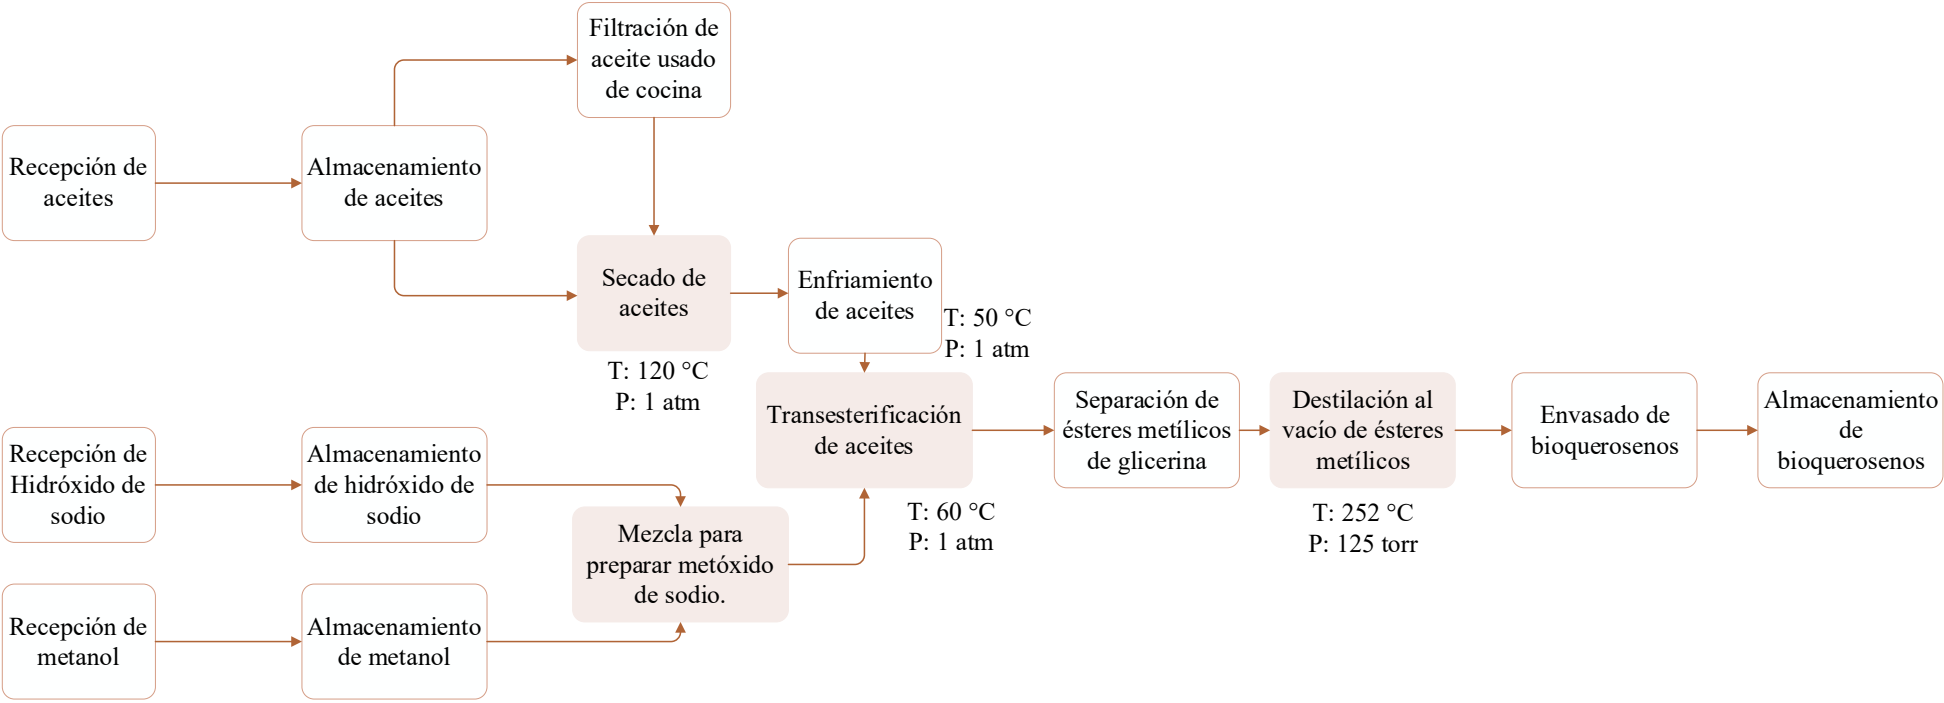 Filtración de
aceite usado
de cocina
Recepción de
aceites
Almacenamiento
de aceites
Secado de
aceites
T: 120 °C
P: 1 atm
Enfriamiento
de aceites
T: 50 °C
P: 1 atm
Recepción de
Hidróxido de
sodio
Almacenamiento
de hidróxido de
sodio
Recepción de
metanol
Almacenamiento
de metanol
Mezcla para
preparar metóxido
de sodio.
Transesterificación
de aceites
T: 60 °C
P: 1 atm
Separación de
ésteres metílicos
de glicerina
Destilación al
vacío de ésteres
metílicos
T: 252 °C
P: 125 torr
Envasado de
bioquerosenos
Almacenamiento
de
bioquerosenos